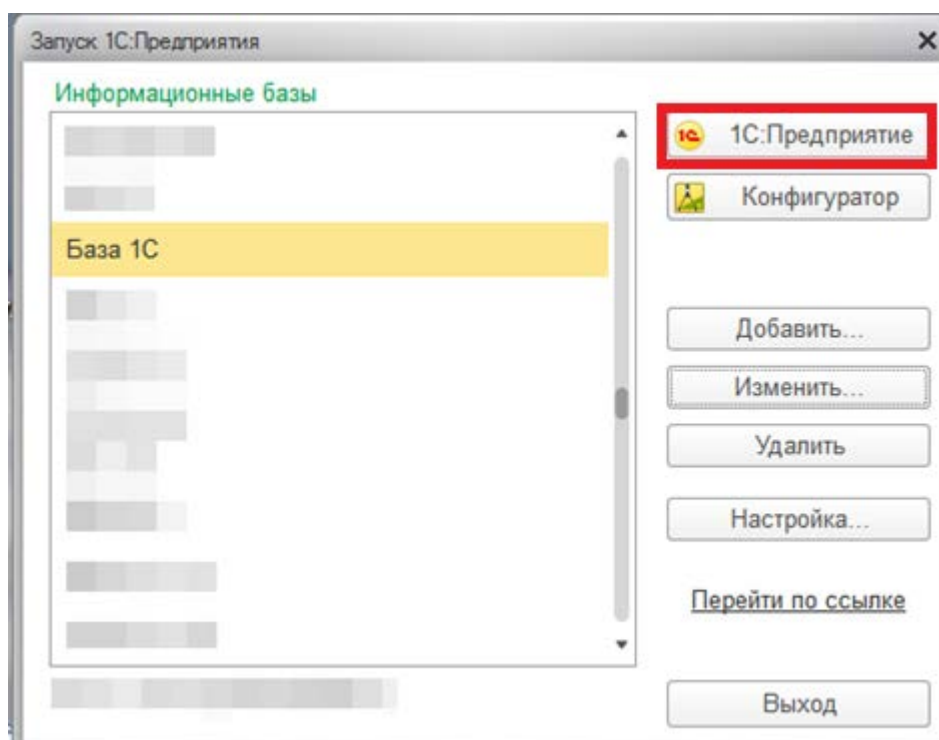 Запуск 1С:Предприятия
Информационные базы
База 1С
1С:Предприятие
Конфигуратор
Добавить...
Изменить...
Удалить
Настройка...
Перейти по ссылке
Выход